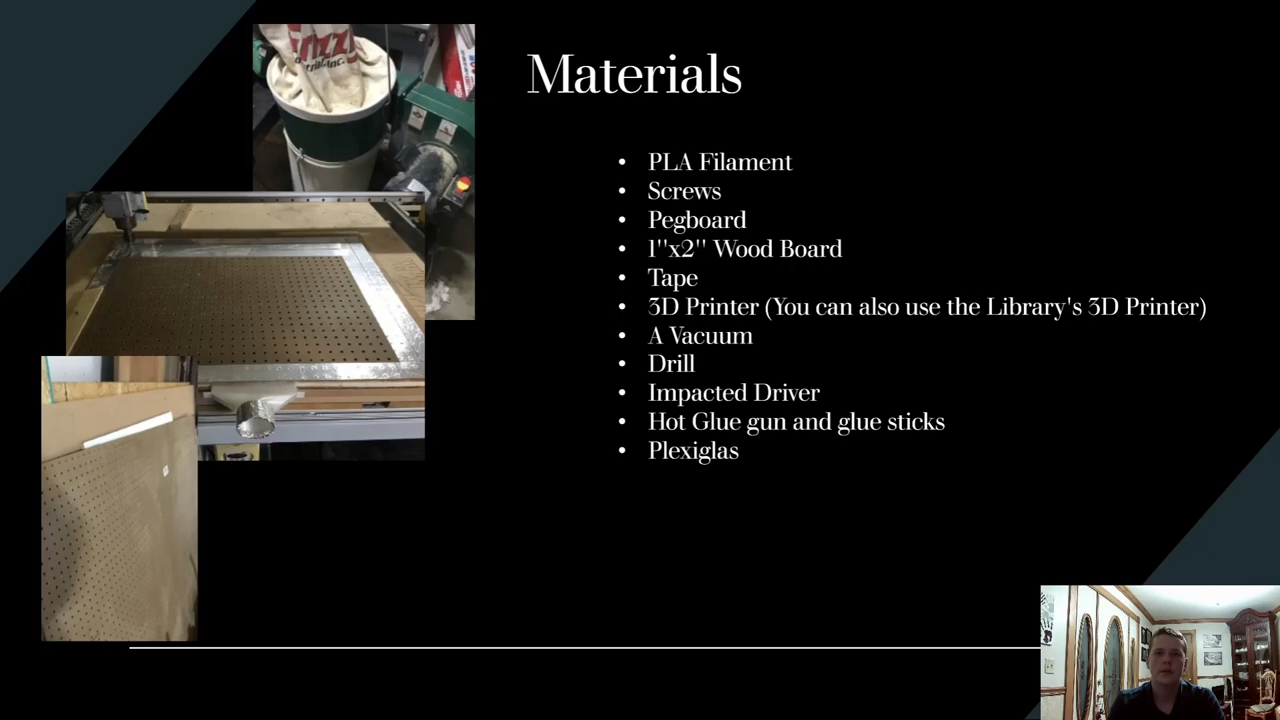 Materials
• PLA Filament
• Screws
• Pegboard
• 1"x2" Wood Board
• Tape
• 3D Printer (You can also use the Library's 3D Printer)
• A Vacuum
• Drill
• Impacted Driver
• Hot Glue gun and glue sticks
• Plexiglas